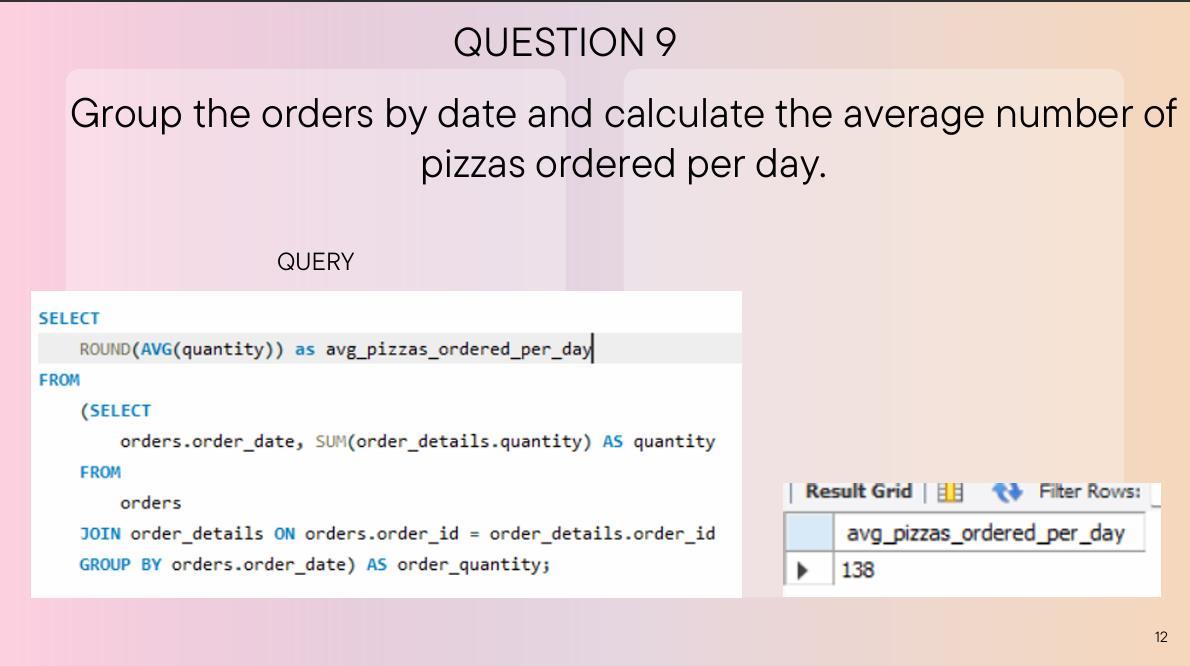 QUESTION 9
Group the orders by date and calculate the average number of
pizzas ordered per day.
QUERY
SELECT
ROUND(AVG(quantity)) as avg_pizzas_ordered_per_day
FROM
(SELECT
orders.order_date, SUM(order_details.quantity) AS quantity
FROM
orders
JOIN order_details ON orders.order_id = order_details.order_id
GROUP BY orders.order_date) AS order_quantity;
Result Grid Filter Rows:
avg_pizzas_ordered_per_day
138
12